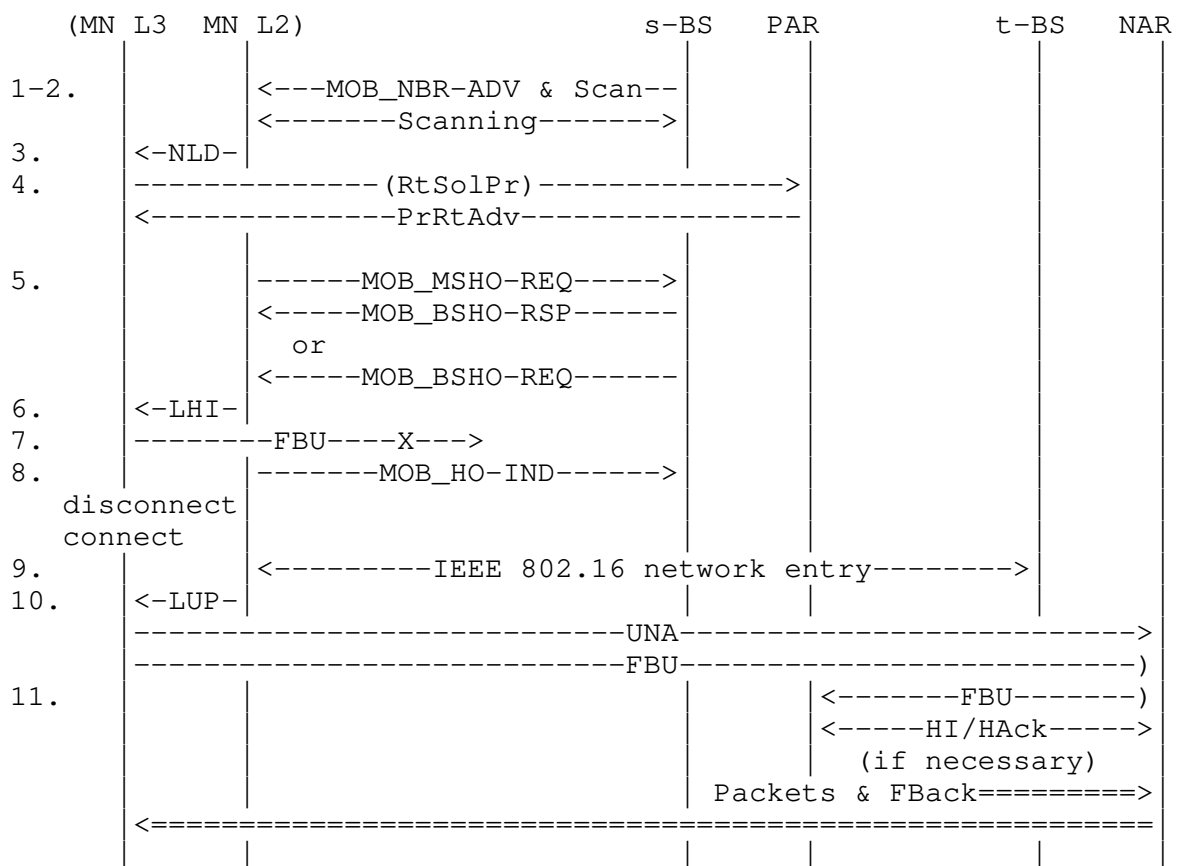 (MN L3  MN L2)                     s-BS    PAR             t-BS   NAR
1-2.     |       |<---MOB_NBR-ADV & Scan--|       |              |       |
         |       |<-------Scanning------->|       |              |       |
3.       |<-NLD-|
4.       |--------------(RtSolPr)-------------->|
         |<--------------PrRtAdv----------------|
5.       |       |------MOB_MSHO-REQ----->|
         |       |<-----MOB_BSHO-RSP------|
or
         |       |<-----MOB_BSHO-REQ------|
6.       |<-LHI-|
7.       |--------FBU----X--->
8.       |       |-------MOB_HO-IND------>|
disconnect|
connect
9.       |       |<---------IEEE 802.16 network entry-------->|
10.      |<-LUP-|
         |----------------------------UNA-------------------------->|
         |----------------------------FBU--------------------------)|
11.      |<-------FBU-------)|
         |<-----HI/HAck----->|
(if necessary)
Packets & FBack=========>|
|<=========================================================|